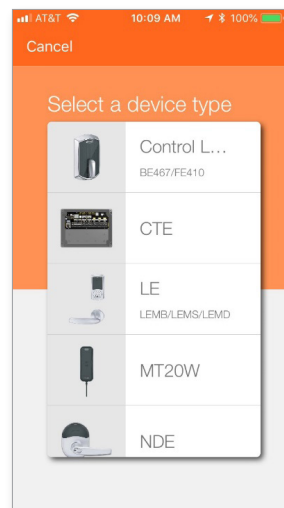 AT&T 10:09 AM 100%
Cancel
Select a device type
Control L...
BE467/FE410
CTE
LE
LEMB/LEMS/LEMD
MT20W
NDE